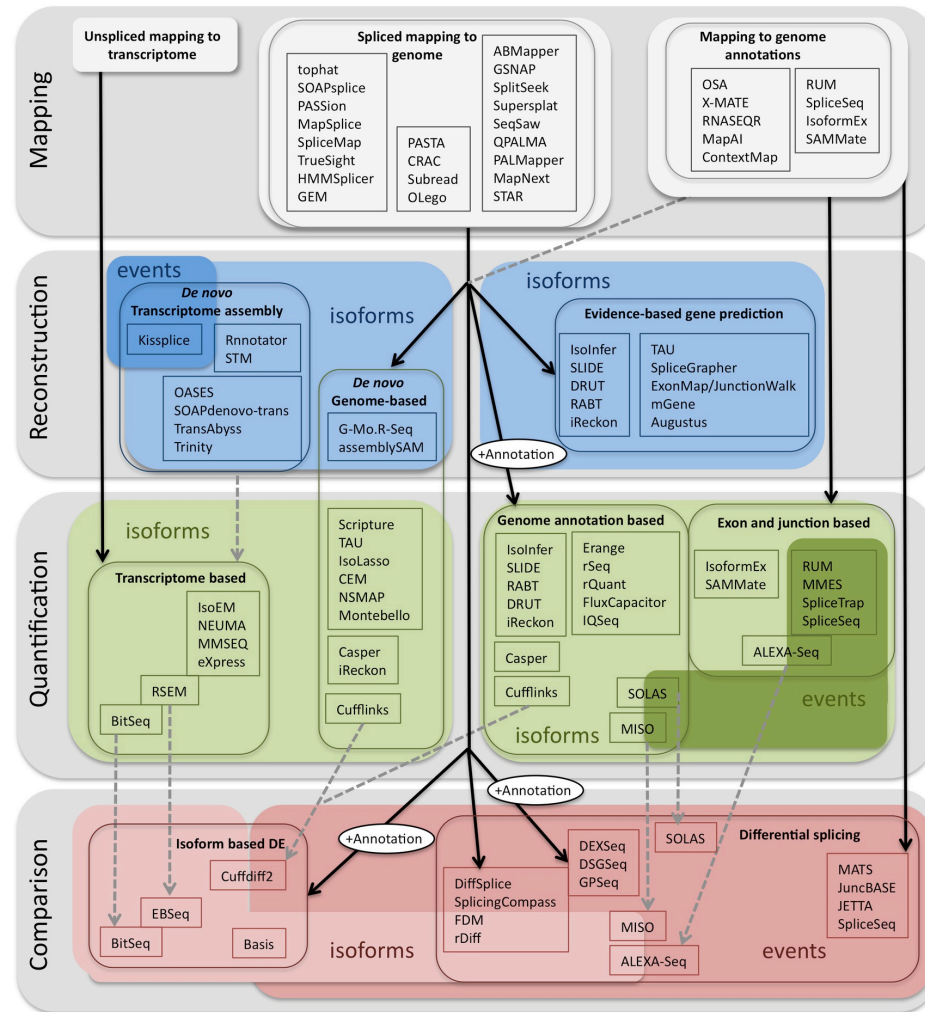 Mapping
Unspliced mapping to
transcriptome
Spliced mapping to
genome
tophat
SOAPsplice
PASSion
MapSplice
SpliceMap
TrueSight
HMMSplicer
GEM
PASTA
CRAC
Subread
OLego
ABMapper
GSNAP
SplitSeek
Supersplat
SeqSaw
QPALMA
PALMapper
MapNext
STAR
Mapping to genome
annotations
OSA
X-MATE
RNASEQR
MapAI
ContextMap
RUM
SpliceSeq
IsoformEx
SAMMate
Reconstruction
events
De novo
Transcriptome assembly
Kissplice
Rnnotator
STM
OASES
SOAPdenovo-trans
TransAbyss
Trinity
isoforms
De novo
Genome-based
G-Mo.R-Seq
assemblySAM
isoforms
Evidence-based gene prediction
IsoInfer
SLIDE
DRUT
RABT
iReckon
TAU
SpliceGrapher
ExonMap/JunctionWalk
mGene
Augustus
+Annotation
Quantification
isoforms
Transcriptome based
IsoEM
NEUMA
MMSEQ
eXpress
RSEM
BitSeq
Scripture
TAU
IsoLasso
CEM
NSMAP
Montebello
Casper
iReckon
Cufflinks
Genome annotation based
IsoInfer
SLIDE
RABT
DRUT
iReckon
Erange
rSeq
rQuant
FluxCapacitor
IQSeq
Casper
Cufflinks
SOLAS
MISO
isoforms
Exon and junction based
IsoformEx
SAMMate
RUM
MMES
SpliceTrap
SpliceSeq
ALEXA-Seq
events
Comparison
+Annotation
+Annotation
Isoform based DE
Cuffdiff2
EBSeq
BitSeq
Basis
isoforms
Differential splicing
DiffSplice
SplicingCompass
FDM
rDiff
DEXSeq
DSGSeq
GPSeq
SOLAS
MISO
ALEXA-Seq
MATS
JuncBASE
JETTA
SpliceSeq
events